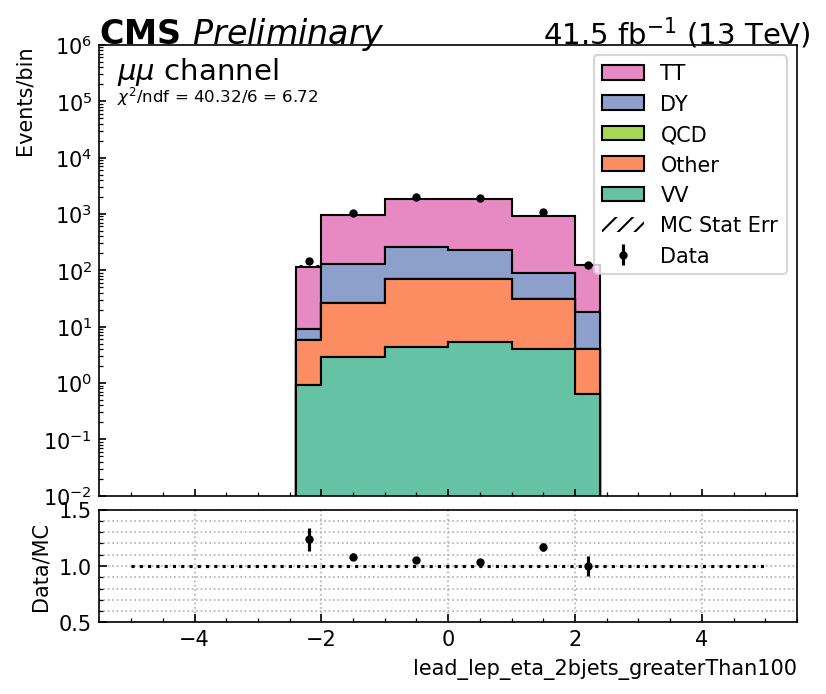 CMS Preliminary 41.5 fb⁻¹ (13 TeV)
Events/bin
10⁶
10⁵
10⁴
10³
10²
10¹
10⁰
10⁻¹
10⁻²
μμ channel
χ²/ndf = 40.32/6 = 6.72
TT
DY
QCD
Other
VV
MC Stat Err
Data
Data/MC
1.5
1.0
0.5
−4 −2 0 2 4
lead_lep_eta_2bjets_greaterThan100